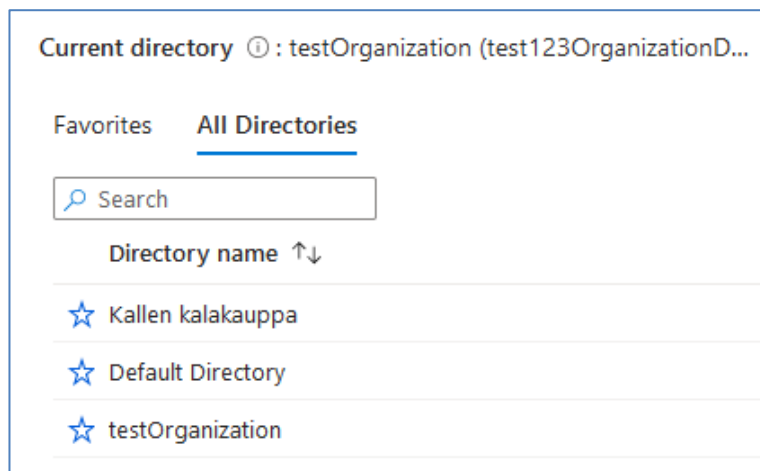 Current directory ⓘ : testOrganization (test123OrganizationD...
Favorites All Directories
Search
Directory name ↑↓
Kallen kalakauppa
Default Directory
testOrganization